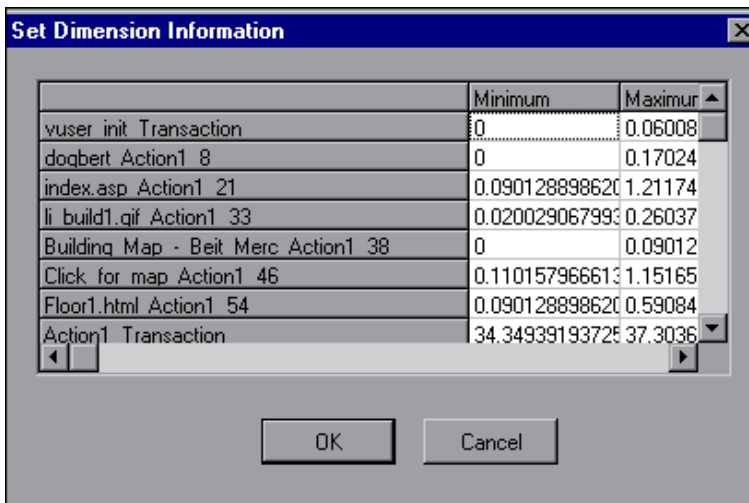 Set Dimension Information
Minimum Maximur
vuser init Transaction 0 0.06008
dogbert Action1 8 0 0.17024
index.asp Action1 21 0.090128898620 1.21174
li build1.gif Action1 33 0.020029067993 0.26037
Building Map - Beit Merc Action1 38 0 0.09012
Click for map Action1 46 0.110157966613 1.15165
Floor1.html Action1 54 0.090128898620 0.59084
Action1 Transaction 34.34939193725 37.3036
OK Cancel